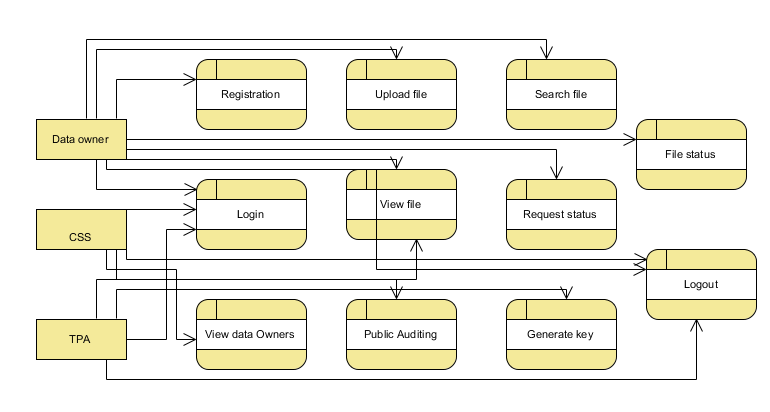 Registration
Upload file
Search file
Data owner
File status
Login
View file
Request status
CSS
Logout
TPA
View data Owners
Public Auditing
Generate key